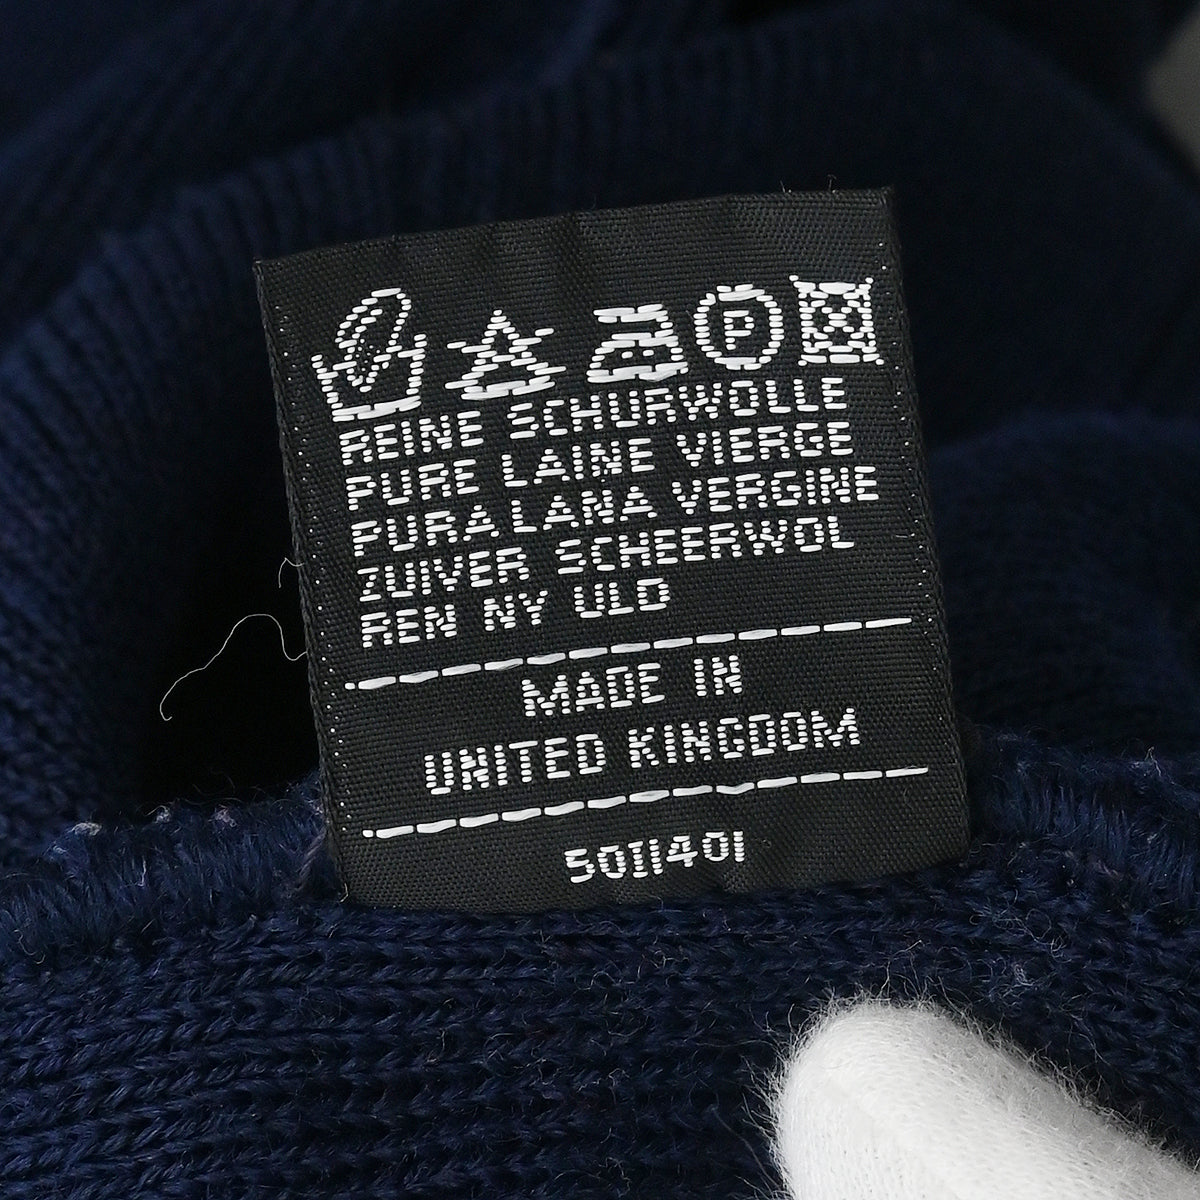 P
REINE SCHURWOLLE
PURE LAINE VIERGE
PURA LANA VERGINE
ZUIVER SCHEERWOL
REN NY ULD
MADE IN
UNITED KINGDOM
5011401